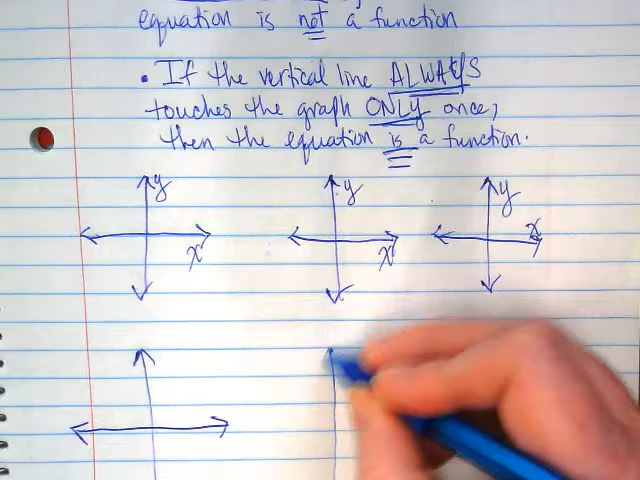 equation is not a function
• If the vertical line ALWAYS
touches the graph ONLY once,
then the equation is a function.
y y y
x x x